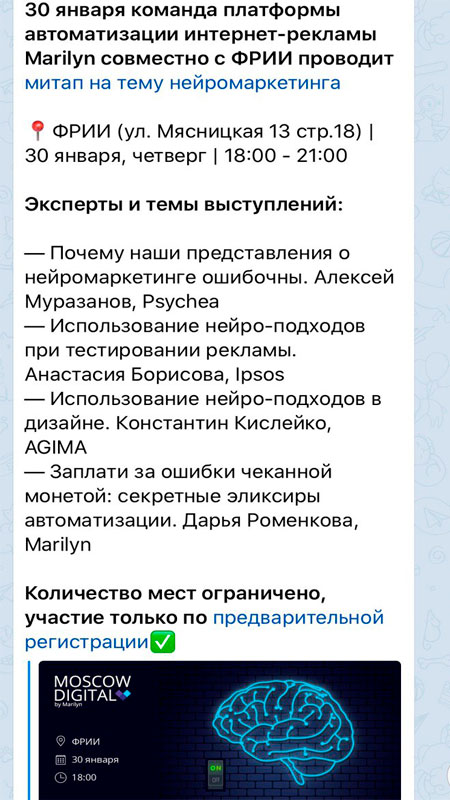 30 января команда платформы
автоматизации интернет-рекламы
Marilyn совместно с ФРИИ проводит
митап на тему нейромаркетинга
📍 ФРИИ (ул. Мясницкая 13 стр.18) |
30 января, четверг | 18:00 - 21:00
Эксперты и темы выступлений:
— Почему наши представления о
нейромаркетинге ошибочны. Алексей
Муразанов, Psychea
— Использование нейро-подходов
при тестировании рекламы.
Анастасия Борисова, Ipsos
— Использование нейро-подходов в
дизайне. Константин Кислейко,
AGIMA
— Заплати за ошибки чеканной
монетой: секретные эликсиры
автоматизации. Дарья Роменкова,
Marilyn
Количество мест ограничено,
участие только по предварительной
регистрации✅
MOSCOW
DIGITAL
by Marilyn
ФРИИ
30 января
18:00
ON
OFF